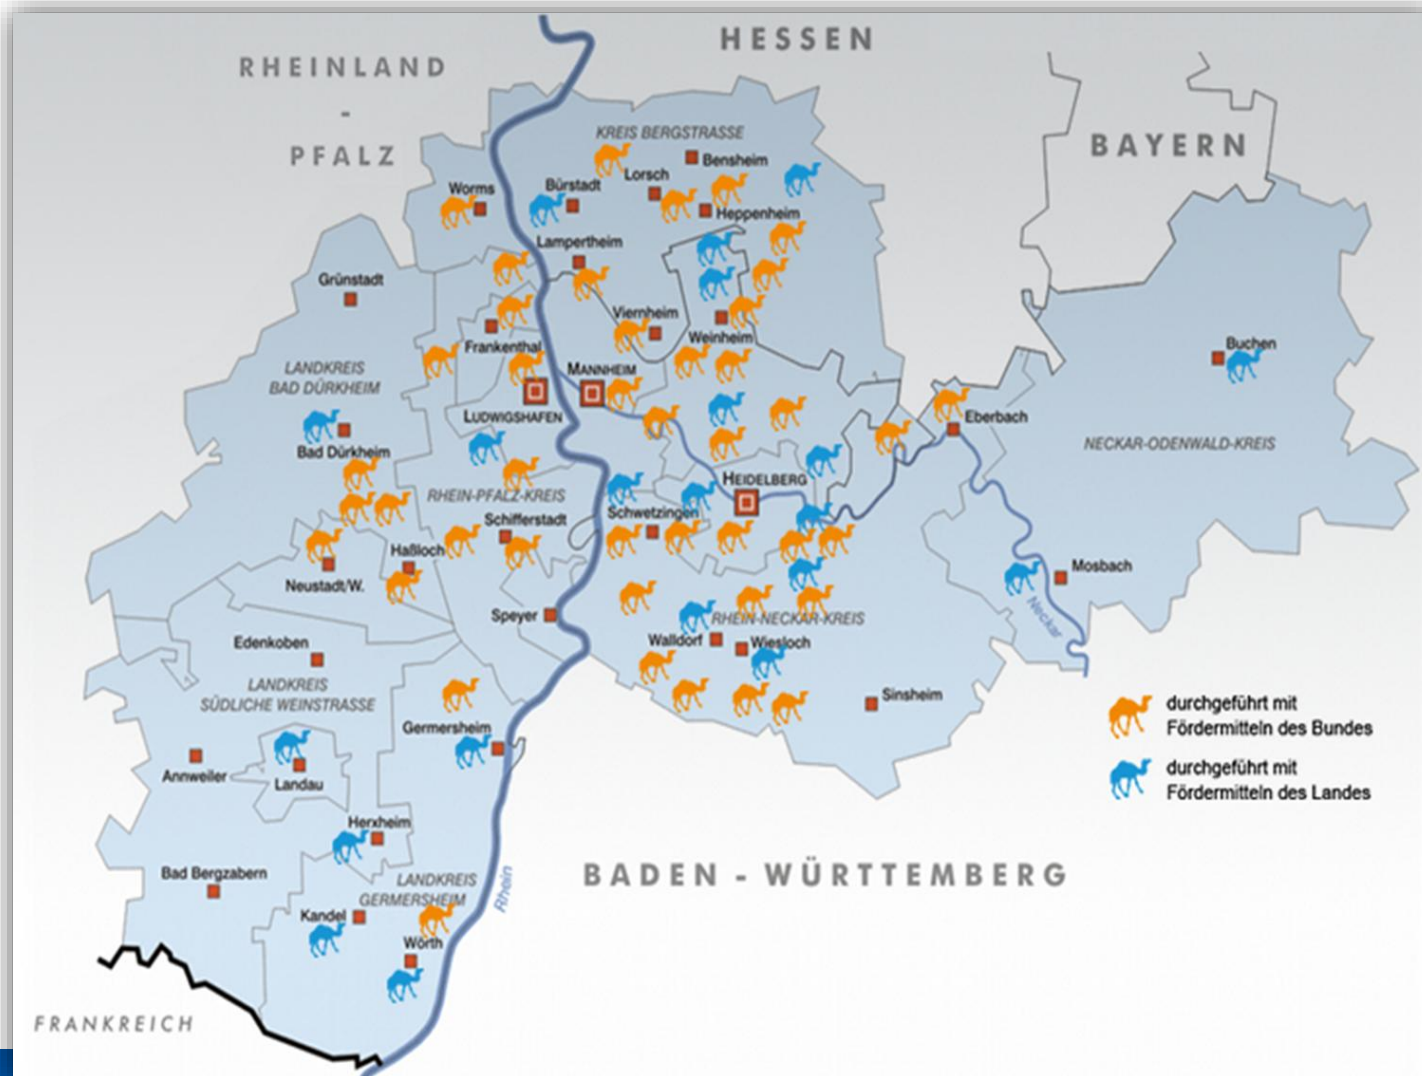 HESSEN
RHEINLAND
-
PFALZ
BAYERN
KREIS BERGSTRASSE
Bensheim
Lorsch
Bürstadt
Worms
Heppenheim
Lampertheim
Grünstadt
Viernheim
Weinheim
Frankenthal
Buchen
LANDKREIS
BAD DÜRKHEIM
MANNHEIM
LUDWIGSHAFEN
Eberbach
NECKAR-ODENWALD-KREIS
Bad Dürkheim
HEIDELBERG
RHEIN-PFALZ-KREIS
Schwetzingen
Schifferstadt
Haßloch
Neustadt/W.
Mosbach
Neckar
Speyer
RHEIN-NECKAR-KREIS
Walldorf
Wiesloch
Edenkoben
LANDKREIS
SÜDLICHE WEINSTRASSE
Sinsheim
durchgeführt mit
Fördermitteln des Bundes
Germersheim
durchgeführt mit
Fördermitteln des Landes
Annweiler
Landau
Herxheim
Bad Bergzabern
LANDKREIS
GERMERSHEIM
Rhein
BADEN - WÜRTTEMBERG
Kandel
Wörth
FRANKREICH